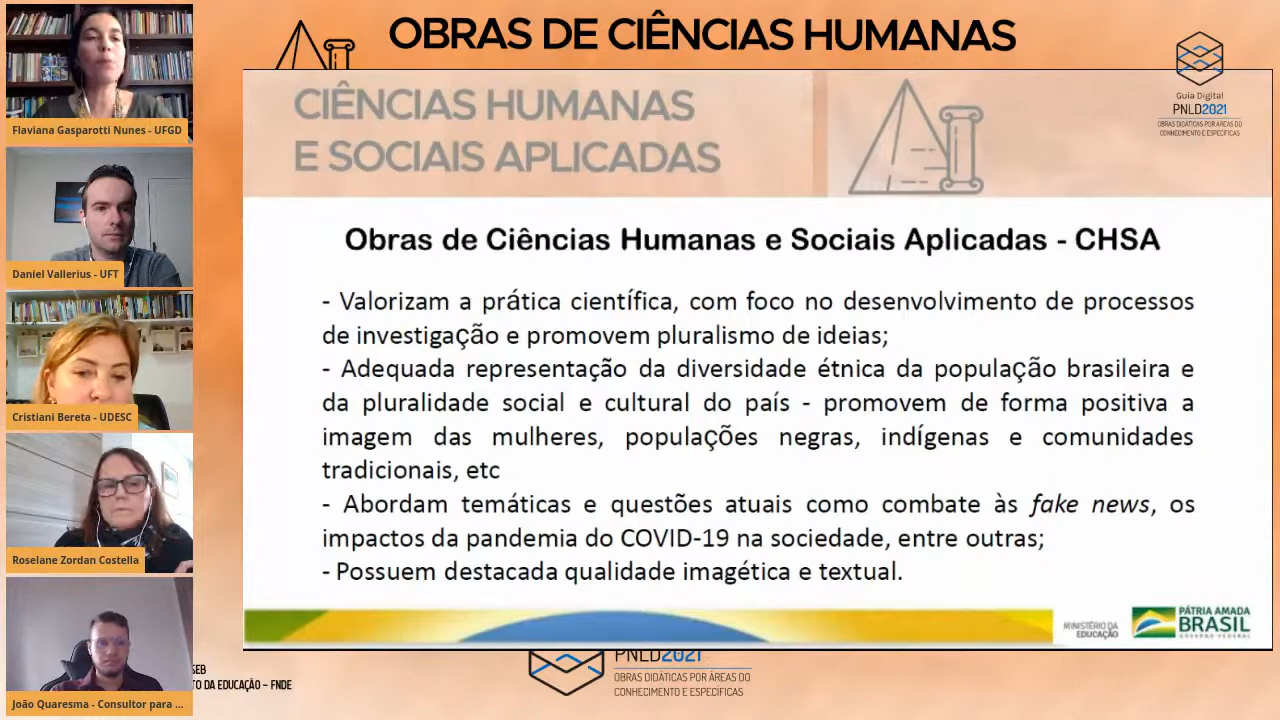 OBRAS DE CIÊNCIAS HUMANAS
Guia Digital
PNLD2021
OBRAS DIDÁTICAS POR ÁREAS DO
CONHECIMENTO E ESPECÍFICAS
CIÊNCIAS HUMANAS
E SOCIAIS APLICADAS
Obras de Ciências Humanas e Sociais Aplicadas - CHSA
- Valorizam a prática científica, com foco no desenvolvimento de processos
de investigação e promovem pluralismo de ideias;
- Adequada representação da diversidade étnica da população brasileira e
da pluralidade social e cultural do país - promovem de forma positiva a
imagem das mulheres, populações negras, indígenas e comunidades
tradicionais, etc
- Abordam temáticas e questões atuais como combate às fake news, os
impactos da pandemia do COVID-19 na sociedade, entre outras;
- Possuem destacada qualidade imagética e textual.
MINISTÉRIO DA
EDUCAÇÃO
PÁTRIA AMADA
BRASIL
GOVERNO FEDERAL
Flaviana Gasparotti Nunes - UFGD
Daniel Vallerius - UFT
Cristiani Bereta - UDESC
Roselane Zordan Costella
João Quaresma - Consultor para ...
SEB
TO DA EDUCAÇÃO – FNDE
PNLD2021
OBRAS DIDÁTICAS POR ÁREAS DO
CONHECIMENTO E ESPECÍFICAS